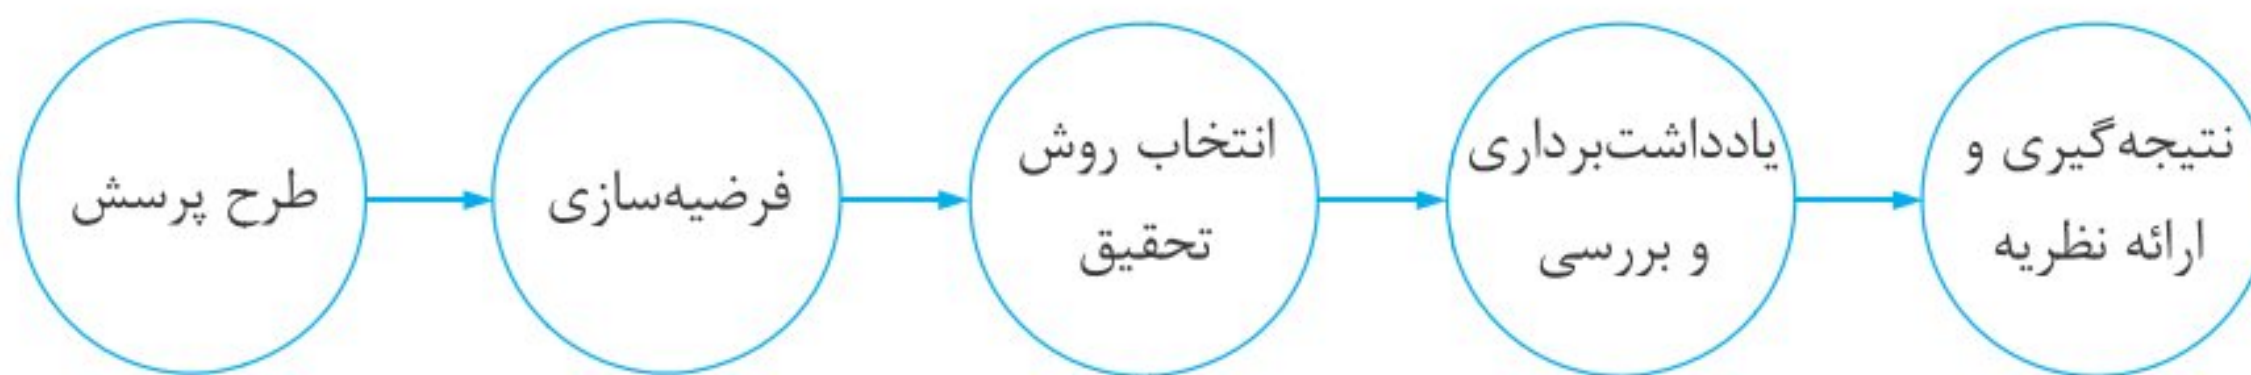 طرح پرسش
فرضیه‌سازی
انتخاب روش
تحقیق
یادداشت‌برداری
و بررسی
نتیجه‌گیری و
ارائه نظریه